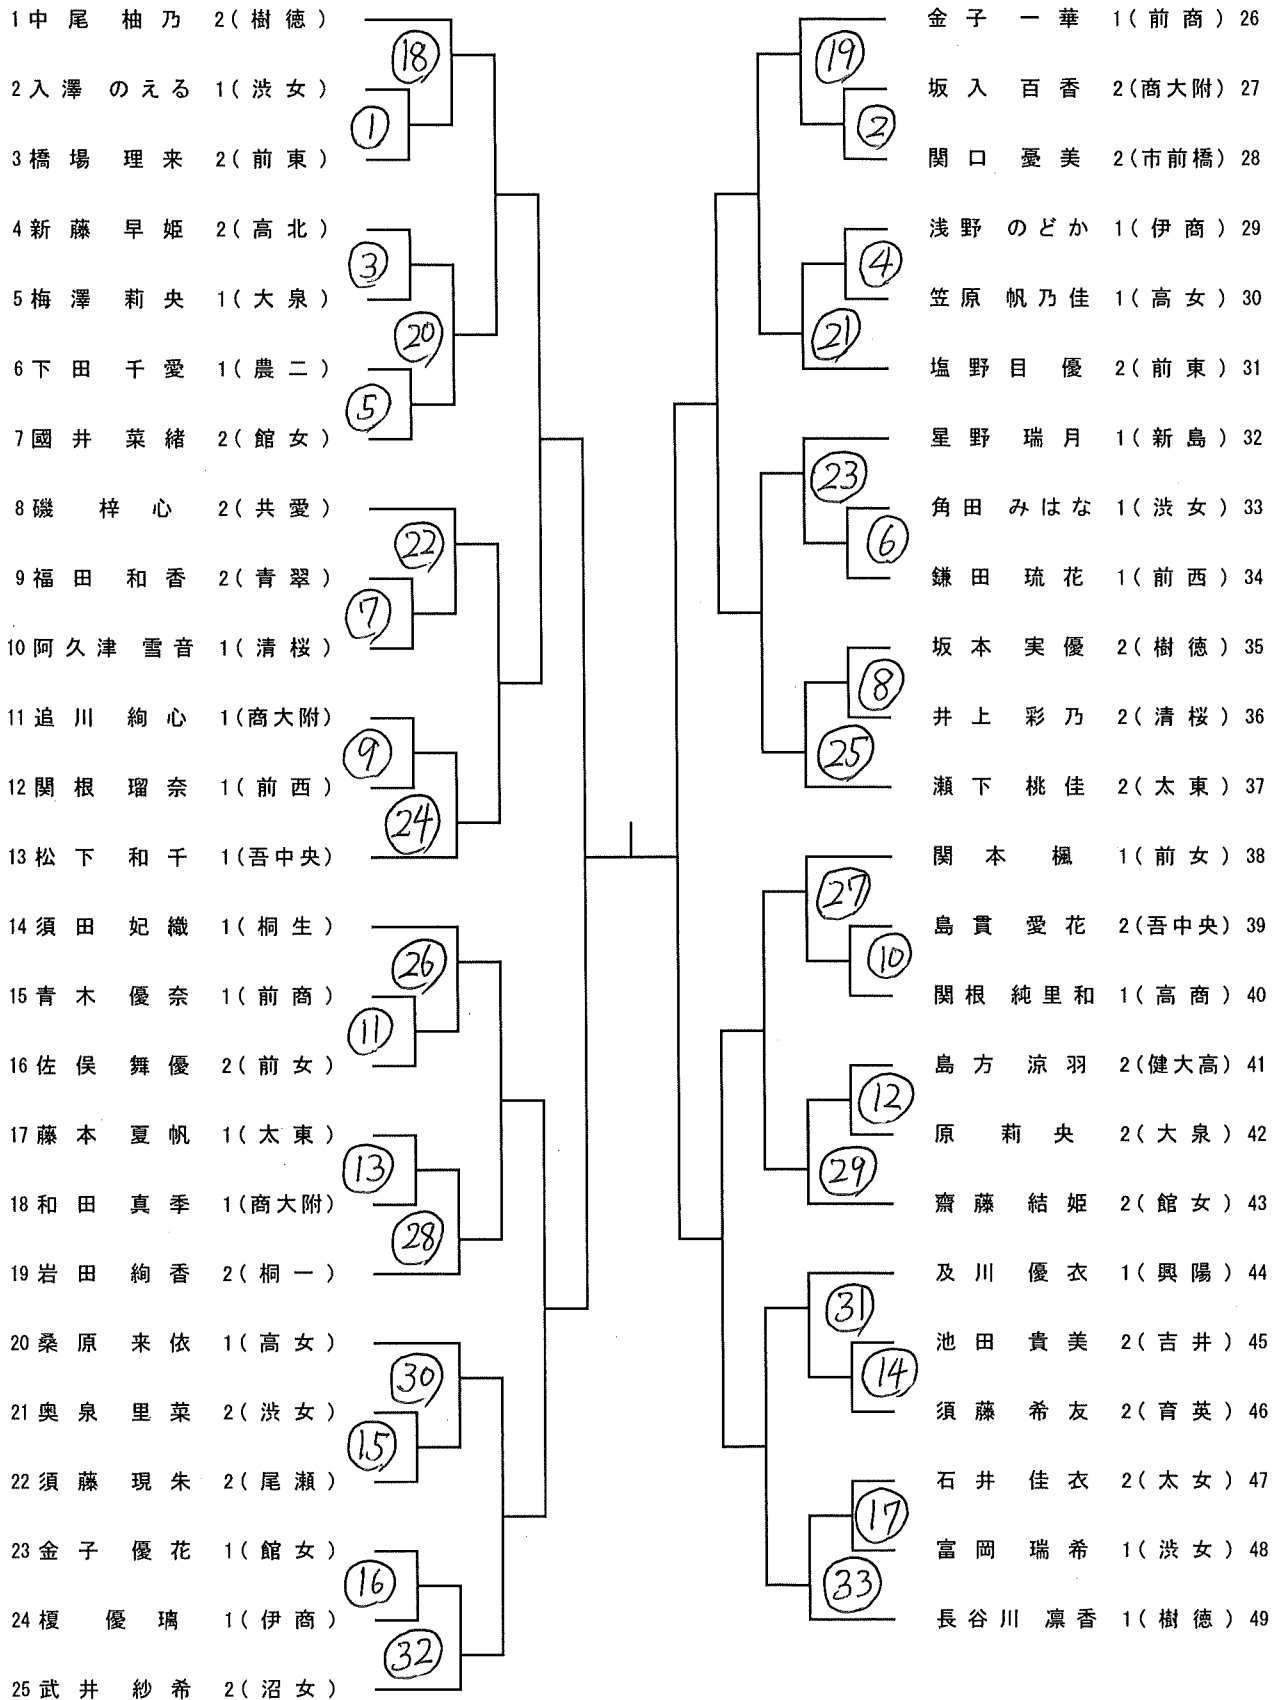 1 中尾 柚乃 2(樹徳)
2 入澤 のえる 1(渋女)
3 橋場 理来 2(前東)
4 新藤 早姫 2(高北)
5 梅澤 莉央 1(大泉)
6 下田 千愛 1(農二)
7 國井 菜緒 2(館女)
8 磯 梓心 2(共愛)
9 福田 和香 2(青翠)
10 阿久津 雪音 1(清桜)
11 追川 絢心 1(商大附)
12 関根 瑠奈 1(前西)
13 松下 和千 1(吾中央)
14 須田 妃織 1(桐生)
15 青木 優奈 1(前商)
16 佐俣 舞優 2(前女)
17 藤本 夏帆 1(太東)
18 和田 真季 1(商大附)
19 岩田 絢香 2(桐一)
20 桑原 来依 1(高女)
21 奥泉 里菜 2(渋女)
22 須藤 現朱 2(尾瀬)
23 金子 優花 1(館女)
24 榎 優璃 1(伊商)
25 武井 紗希 2(沼女)
18
1
3
20
5
22
7
9
24
26
11
13
28
30
15
16
32
19
2
4
21
23
6
8
25
27
10
12
29
31
14
17
33
金子 一華 1(前商) 26
坂入 百香 2(商大附) 27
関口 憂美 2(市前橋) 28
浅野 のどか 1(伊商) 29
笠原 帆乃佳 1(高女) 30
塩野目 優 2(前東) 31
星野 瑞月 1(新島) 32
角田 みはな 1(渋女) 33
鎌田 琉花 1(前西) 34
坂本 実優 2(樹徳) 35
井上 彩乃 2(清桜) 36
瀬下 桃佳 2(太東) 37
関本 楓 1(前女) 38
島貫 愛花 2(吾中央) 39
関根 純里和 1(高商) 40
島方 涼羽 2(健大高) 41
原 莉央 2(大泉) 42
齋藤 結姫 2(館女) 43
及川 優衣 1(興陽) 44
池田 貴美 2(吉井) 45
須藤 希友 2(育英) 46
石井 佳衣 2(太女) 47
富岡 瑞希 1(渋女) 48
長谷川 凛香 1(樹徳) 49